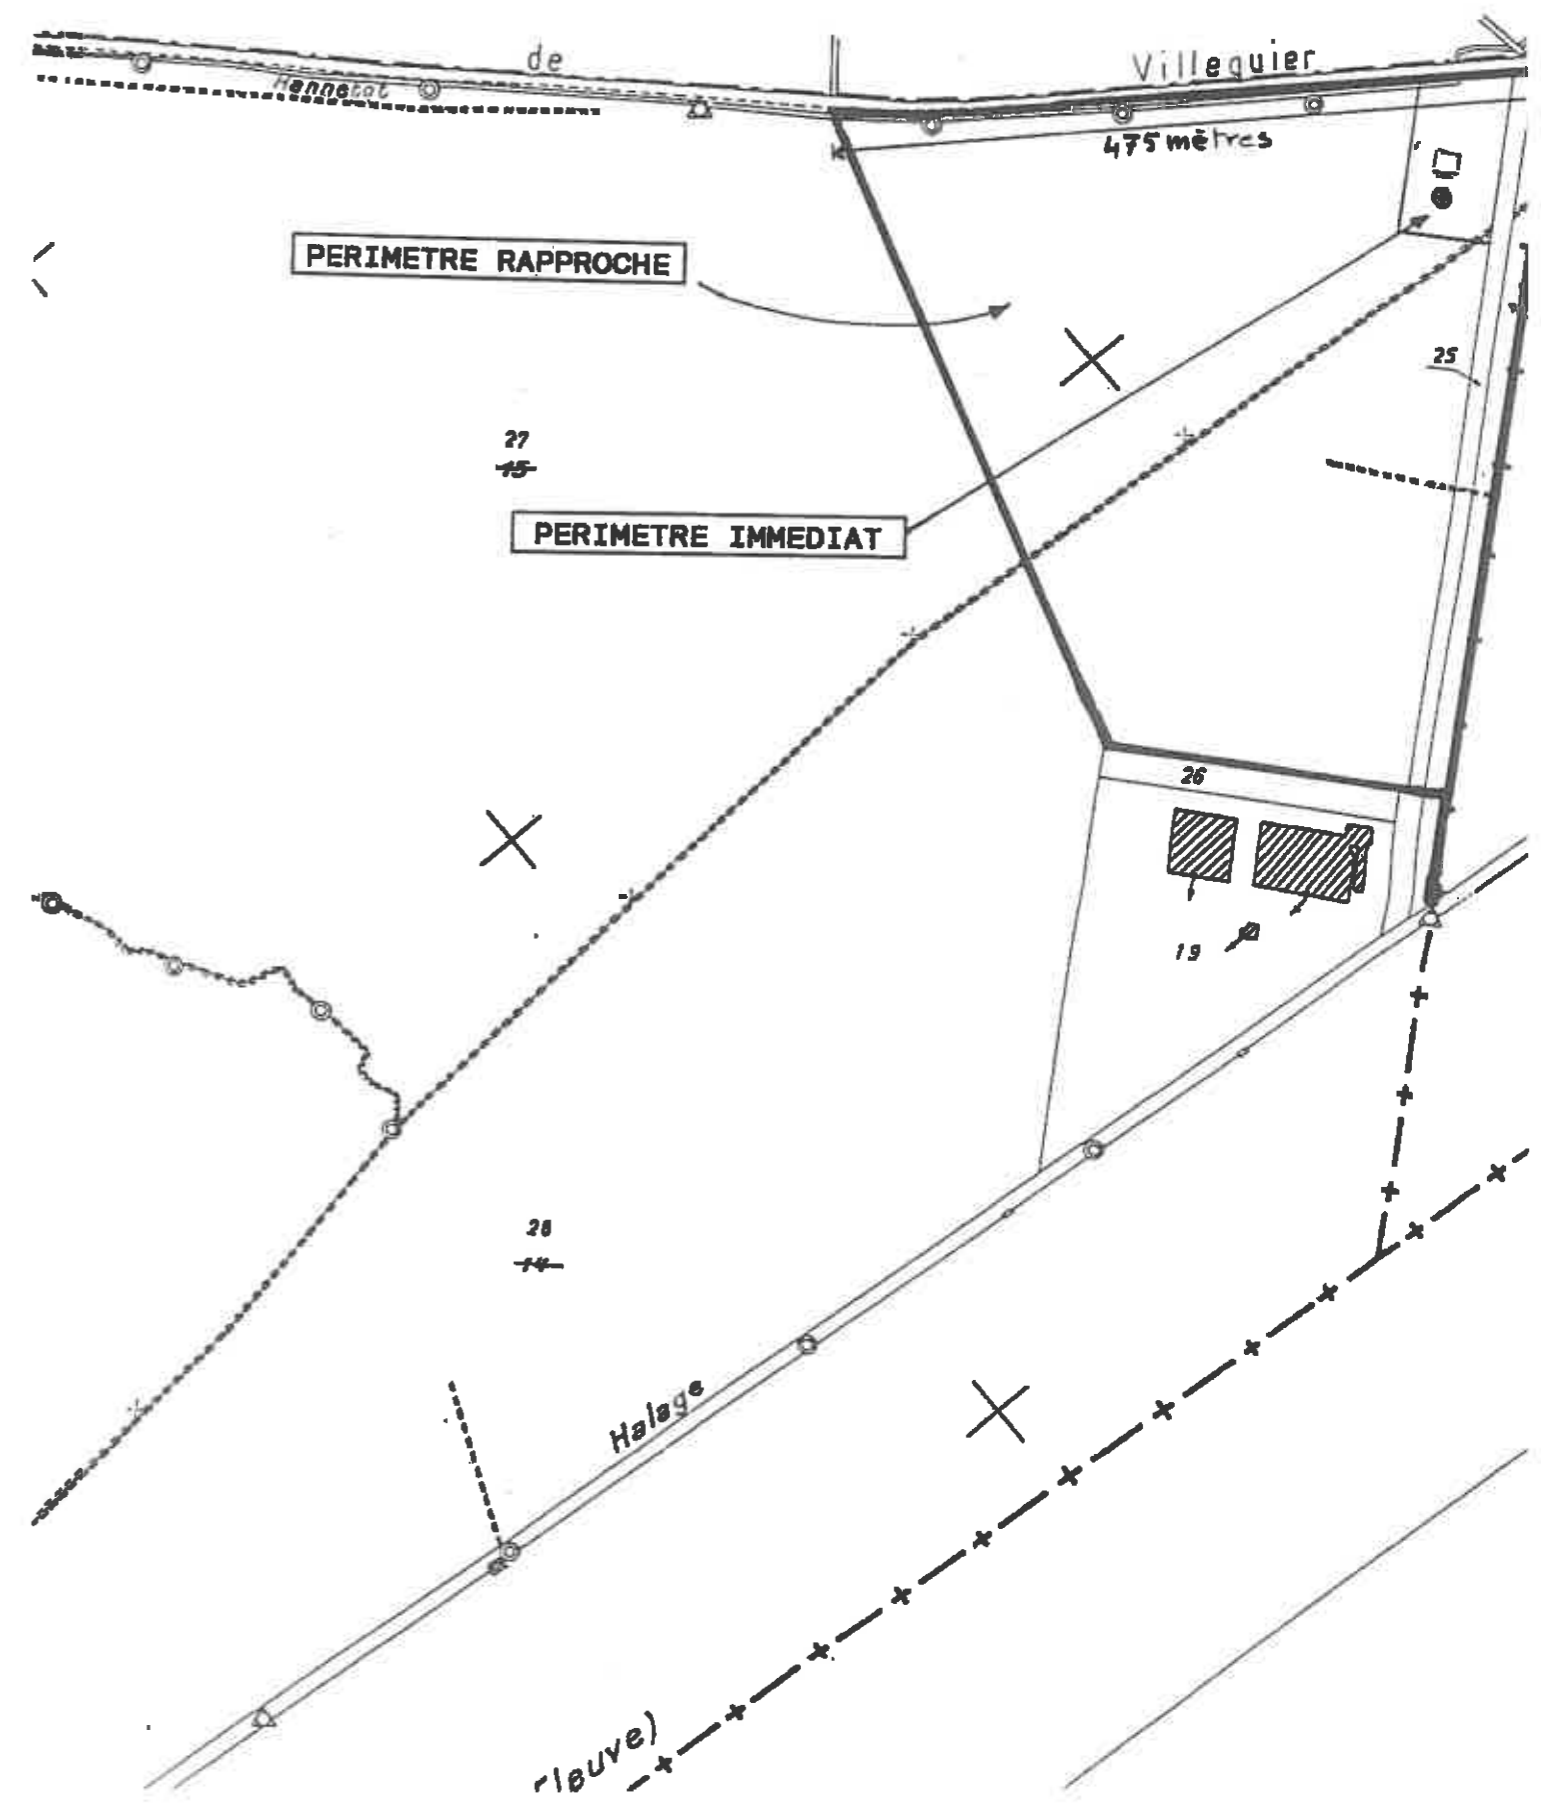 de
Villequier
Hennetot
475 mètres
PERIMETRE RAPPROCHE
25
27
15
PERIMETRE IMMEDIAT
26
19
28
14
Halage
fleuve)